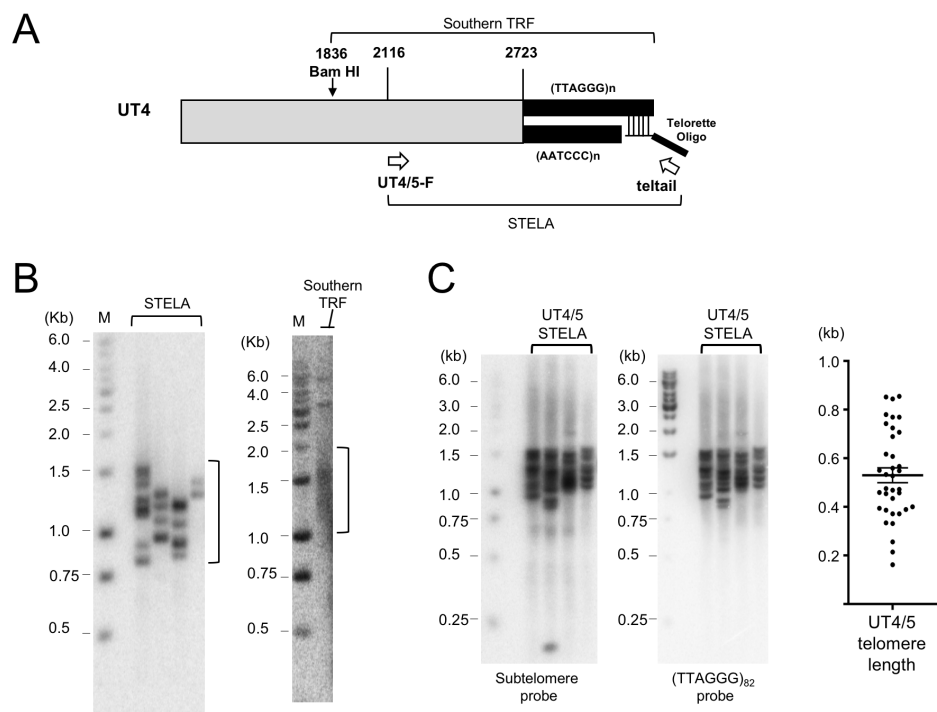 A
Southern TRF
1836 2116 2723
Bam HI
(TTAGGG)n
UT4
Telorette
Oligo
(AATCCC)n
UT4/5-F
teltail
STELA
B
STELA
(Kb) M
6.0
4.0
2.5
2.0
1.5
1.0
0.75
0.5
Southern
TRF
(Kb) M
6.0
4.0
2.5
2.0
1.5
1.0
0.75
0.5
C
UT4/5
STELA
(kb)
6.0
3.0
2.0
1.5
1.0
0.75
0.5
0.25
Subtelomere
probe
UT4/5
STELA
(kb)
6.0
3.0
2.0
1.5
1.0
0.75
0.5
0.25
(TTAGGG)82
probe
(kb)
1.0
0.8
0.6
0.4
0.2
UT4/5
telomere
length